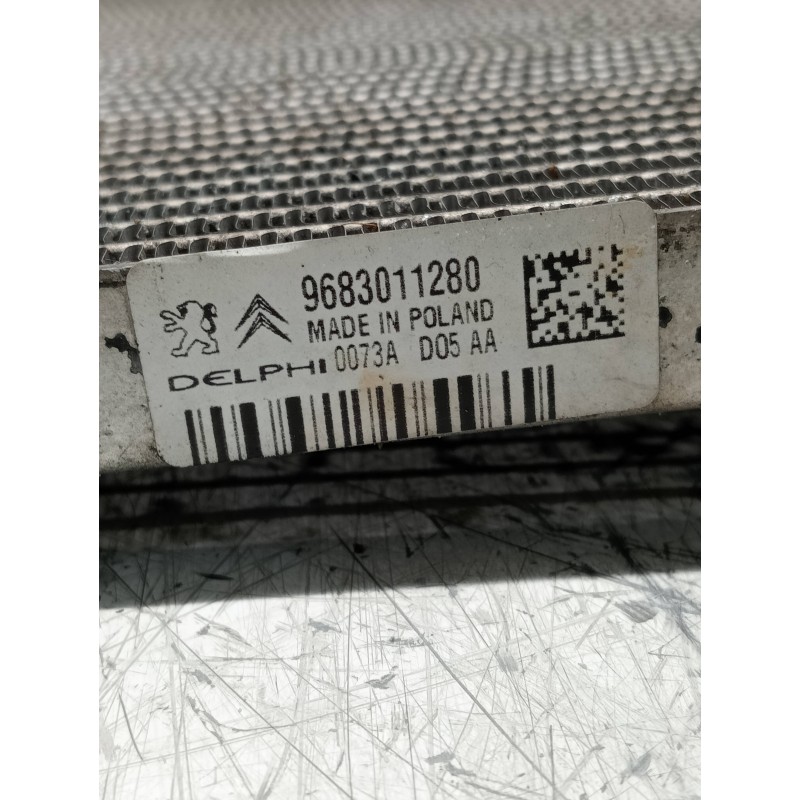 9683011280
MADE IN POLAND
DELPHI 0073A D05 AA